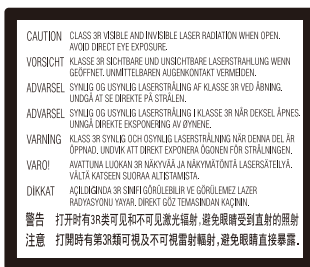 CAUTION CLASS 3R VISIBLE AND INVISIBLE LASER RADIATION WHEN OPEN.
AVOID DIRECT EYE EXPOSURE.
VORSICHT KLASSE 3R SICHTBARE UND UNSICHTBARE LASERSTRAHLUNG WENN
GEÖFFNET. UNMITTELBAREN AUGENKONTAKT VERMEIDEN.
ADVARSEL SYNLIG OG USYNLIG LASERSTRÅLING AF KLASSE 3R VED ÅBNING.
UNDGÅ AT SE DIREKTE PÅ STRÅLEN.
ADVARSEL SYNLIG OG USYNLIG LASERSTRÅLING I KLASSE 3R NÅR DEKSEL ÅPNES.
UNNGÅ DIREKTE EKSPONERING AV ØYNENE.
VARNING KLASS 3R SYNLIG OCH OSYNLIG LASERSTRÅLNING NÄR DENNA DEL ÄR
ÖPPNAD. UNDVIK ATT DIREKT EXPONERA ÖGONEN FÖR STRÅLNINGEN.
VARO! AVATTUNA LUOKAN 3R NÄKYVÄÄ JA NÄKYMÄTÖNTÄ LASERSÄTEILYÄ.
VÄLTÄ KATSEEN SUORAA ALTISTAMISTA.
DİKKAT AÇILDIGINDA 3R SINIFI GÖRÜLEBILIR VE GÖRÜLEMEZ LAZER
RADYASYONU YAYAR. DİREKT GÖZ TEMASINDAN KAÇININ.
警告 打开时有3R类可见和不可见激光辐射,避免眼睛受到直射的照射
注意 打開時有第3R類可視及不可視雷射輻射,避免眼睛直接暴露.